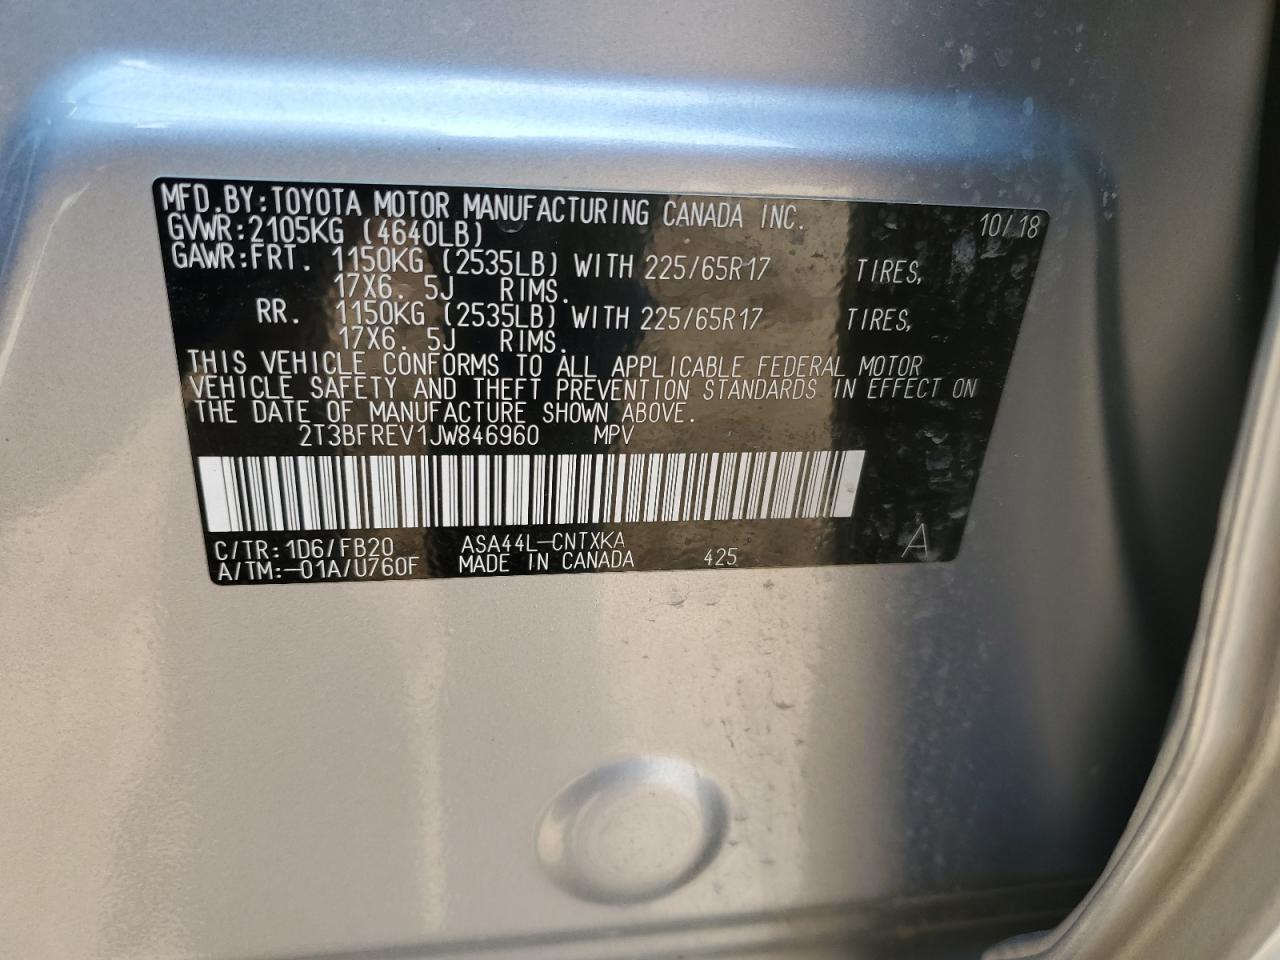 MFD.BY:TOYOTA MOTOR MANUFACTURING CANADA INC. 10/18
GVWR:2105KG (4640LB)
GAWR:FRT. 1150KG (2535LB) WITH 225/65R17 TIRES,
17X6. 5J RIMS.
RR. 1150KG (2535LB) WITH 225/65R17 TIRES,
17X6. 5J RIMS.
THIS VEHICLE CONFORMS TO ALL APPLICABLE FEDERAL MOTOR
VEHICLE SAFETY AND THEFT PREVENTION STANDARDS IN EFFECT ON
THE DATE OF MANUFACTURE SHOWN ABOVE.
2T3BFREV1JW846960 MPV
C/TR:1D6/FB20 ASA44L-CNTXKA A
A/TM:-01A/U760F MADE IN CANADA 425